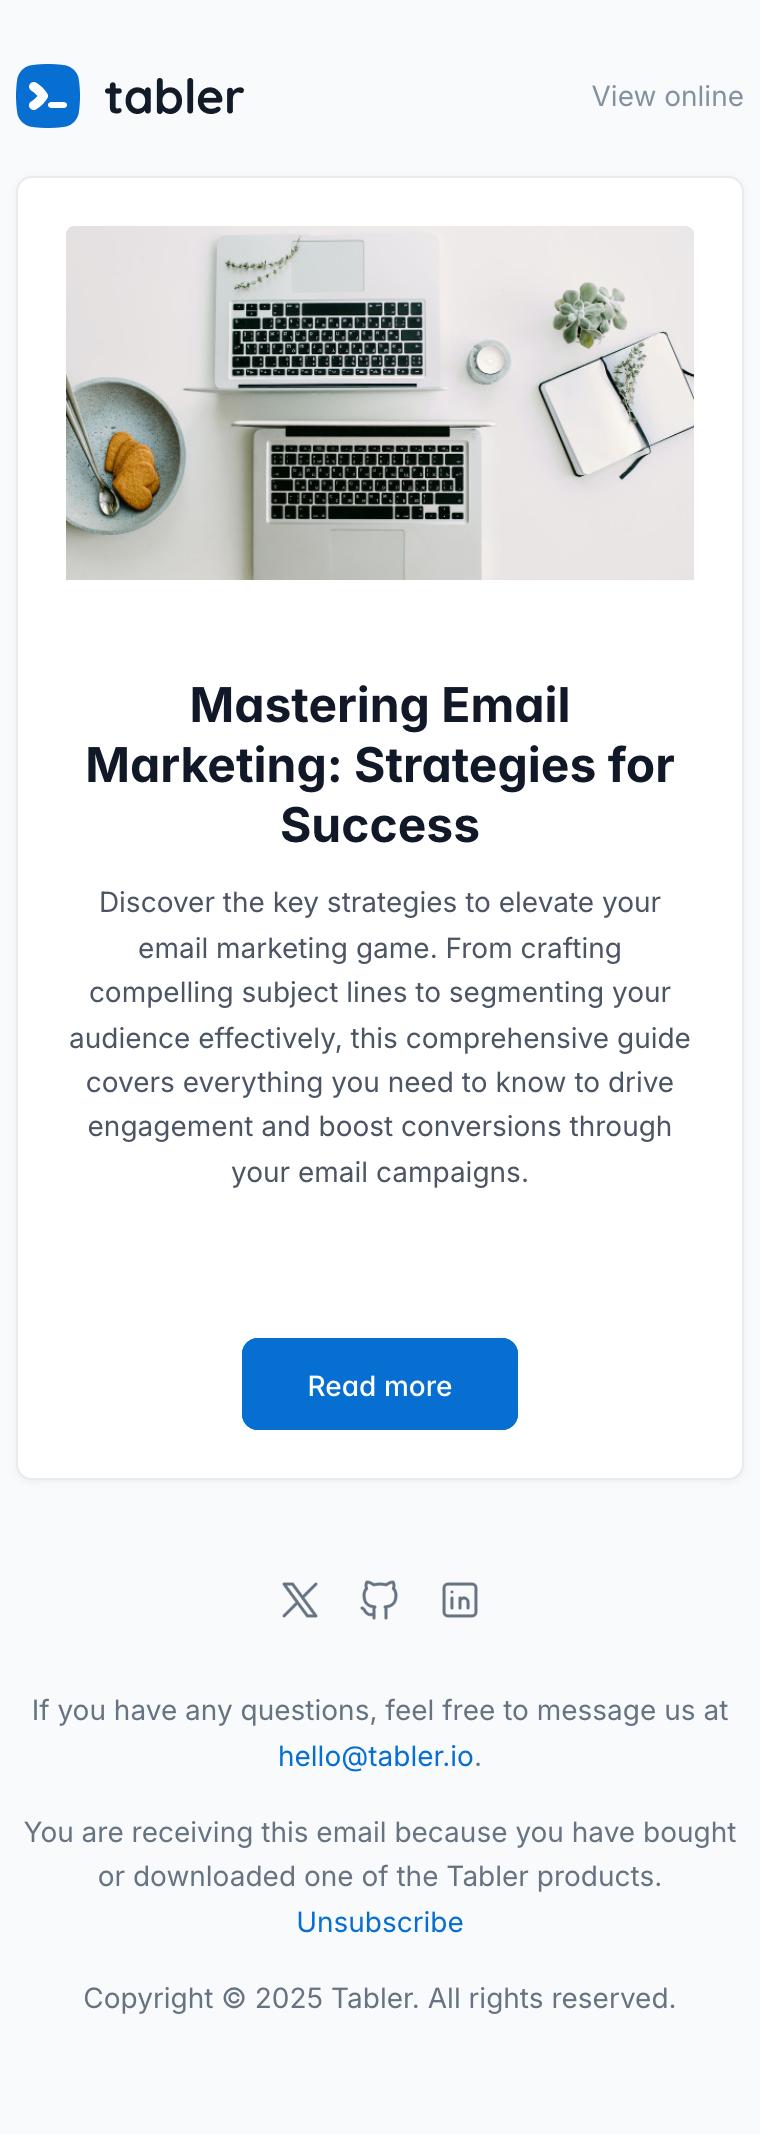 tabler
View online
Mastering Email
Marketing: Strategies for
Success
Discover the key strategies to elevate your
email marketing game. From crafting
compelling subject lines to segmenting your
audience effectively, this comprehensive guide
covers everything you need to know to drive
engagement and boost conversions through
your email campaigns.
Read more
If you have any questions, feel free to message us at
hello@tabler.io.
You are receiving this email because you have bought
or downloaded one of the Tabler products.
Unsubscribe
Copyright © 2025 Tabler. All rights reserved.